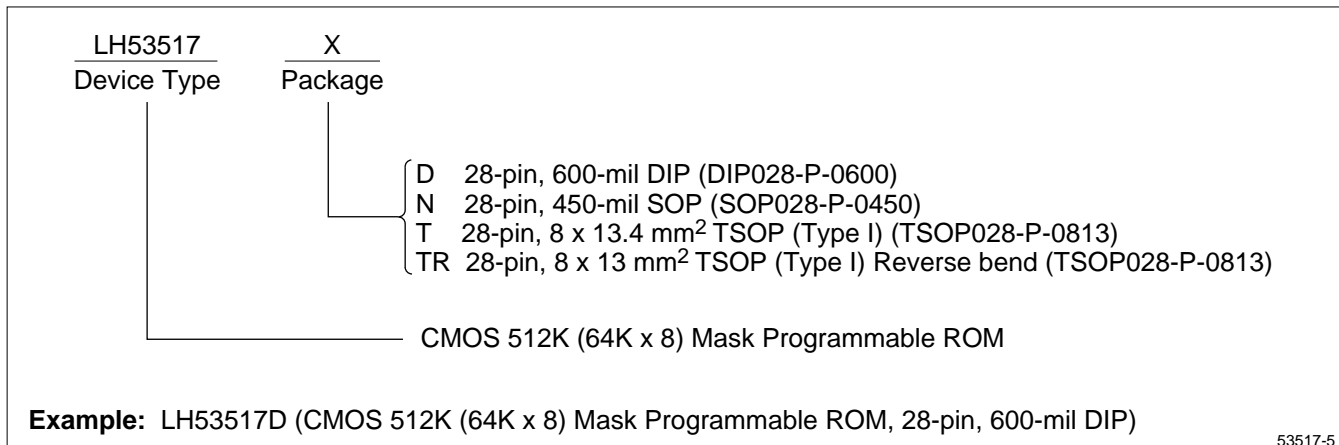 LH53517 X
Device Type Package
D 28-pin, 600-mil DIP (DIP028-P-0600)
N 28-pin, 450-mil SOP (SOP028-P-0450)
T 28-pin, 8 x 13.4 mm² TSOP (Type I) (TSOP028-P-0813)
TR 28-pin, 8 x 13 mm² TSOP (Type I) Reverse bend (TSOP028-P-0813)
CMOS 512K (64K x 8) Mask Programmable ROM
Example: LH53517D (CMOS 512K (64K x 8) Mask Programmable ROM, 28-pin, 600-mil DIP)
53517-5